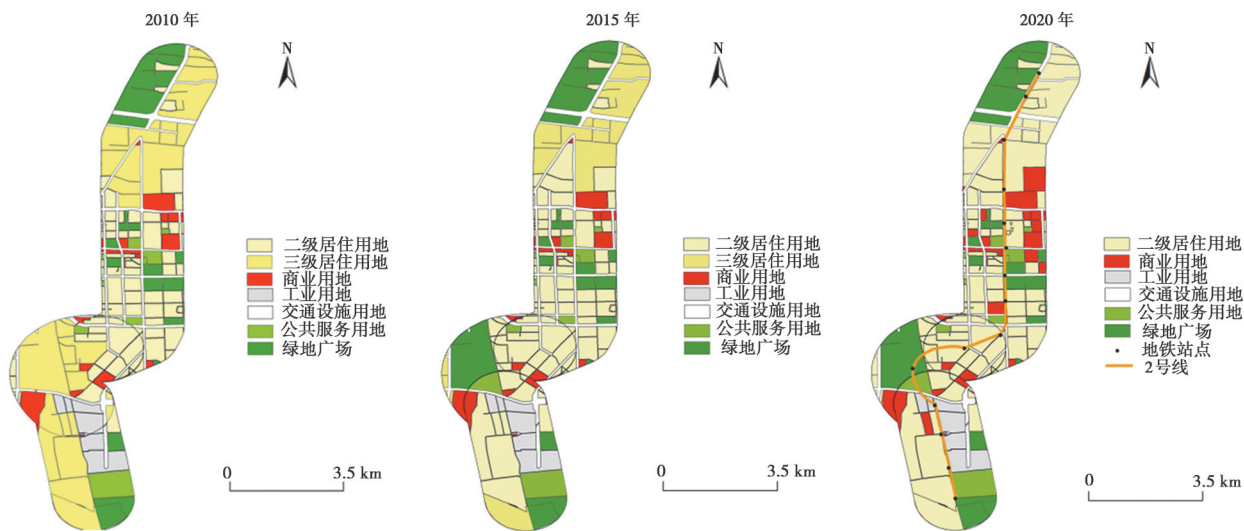 2010 年
N
二级居住用地
三级居住用地
商业用地
工业用地
交通设施用地
公共服务用地
绿地广场
0 3.5 km
2015 年
N
二级居住用地
三级居住用地
商业用地
工业用地
交通设施用地
公共服务用地
绿地广场
0 3.5 km
2020 年
N
二级居住用地
商业用地
工业用地
交通设施用地
公共服务用地
绿地广场
地铁站点
2号线
0 3.5 km